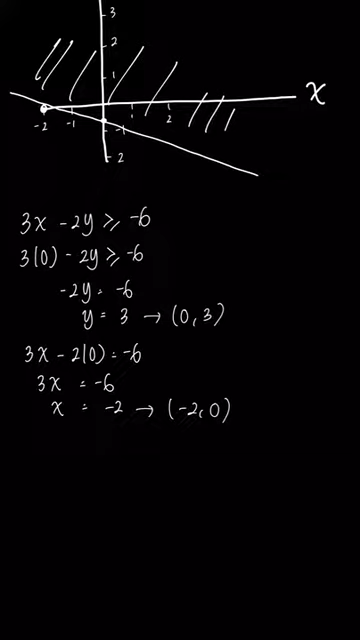 3
2
1
x
-2 -1 2
-1
-2
3x - 2y ≥ -6
3(0) - 2y ≥ -6
-2y = -6
y = 3 → (0, 3)
3x - 2(0) = -6
3x = -6
x = -2 → (-2, 0)